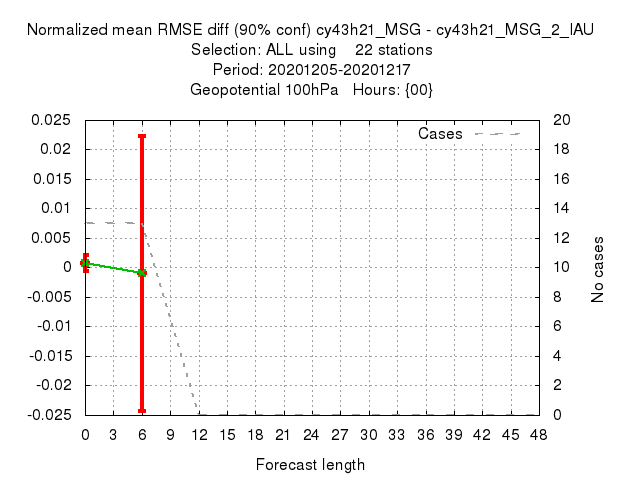 Normalized mean RMSE diff (90% conf) cy43h21_MSG - cy43h21_MSG_2_IAU
Selection: ALL using    22 stations
Period: 20201205-20201217
Geopotential 100hPa   Hours: {00}
Cases
0.025
0.02
0.015
0.01
0.005
0
-0.005
-0.01
-0.015
-0.02
-0.025
20
18
16
14
12
10
8
6
4
2
0
No cases
0 3 6 9 12 15 18 21 24 27 30 33 36 39 42 45 48
Forecast length